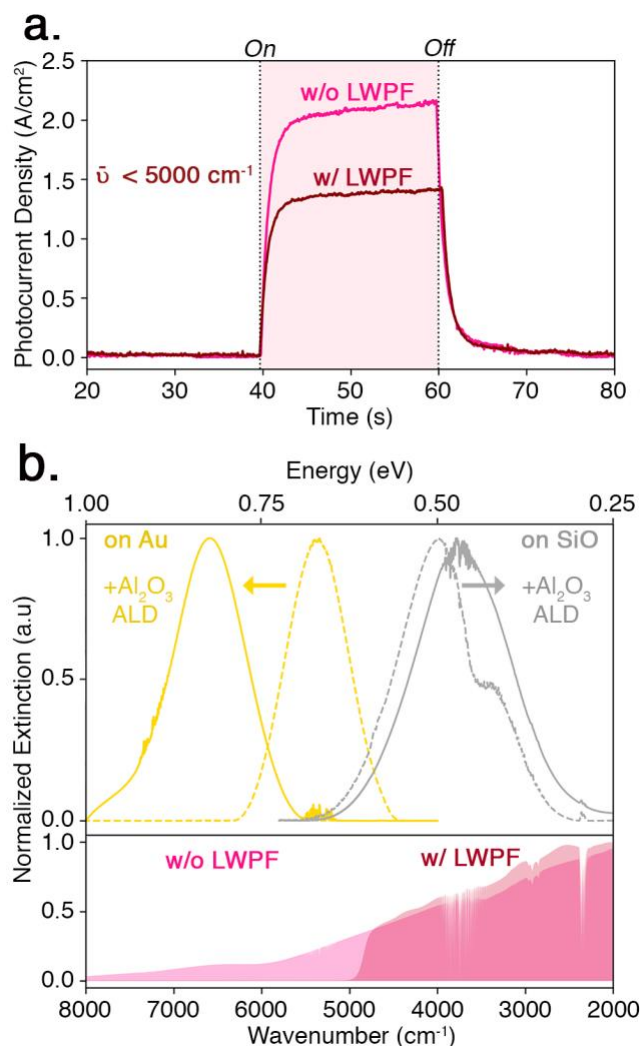 a.
On Off
2.5
2.0
1.5
1.0
0.5
0.0
Photocurrent Density (A/cm²)
w/o LWPF
ῡ < 5000 cm⁻¹
w/ LWPF
20 30 40 50 60 70 80
Time (s)
b.
Energy (eV)
1.00 0.75 0.50 0.25
1.0
0.5
0.0
Normalized Extinction (a.u)
on Au on SiO
+Al₂O₃ +Al₂O₃
ALD ALD
1.0
0.5
0.0
w/o LWPF w/ LWPF
8000 7000 6000 5000 4000 3000 2000
Wavenumber (cm⁻¹)